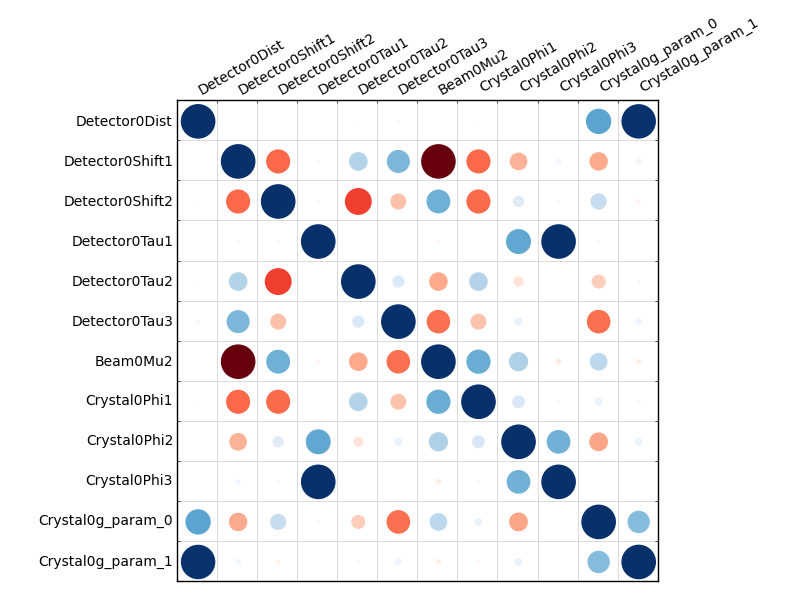 Detector0Dist
Detector0Shift1
Detector0Shift2
Detector0Tau1
Detector0Tau2
Detector0Tau3
Beam0Mu2
Crystal0Phi1
Crystal0Phi2
Crystal0Phi3
Crystal0g_param_0
Crystal0g_param_1
Detector0Dist
Detector0Shift1
Detector0Shift2
Detector0Tau1
Detector0Tau2
Detector0Tau3
Beam0Mu2
Crystal0Phi1
Crystal0Phi2
Crystal0Phi3
Crystal0g_param_0
Crystal0g_param_1